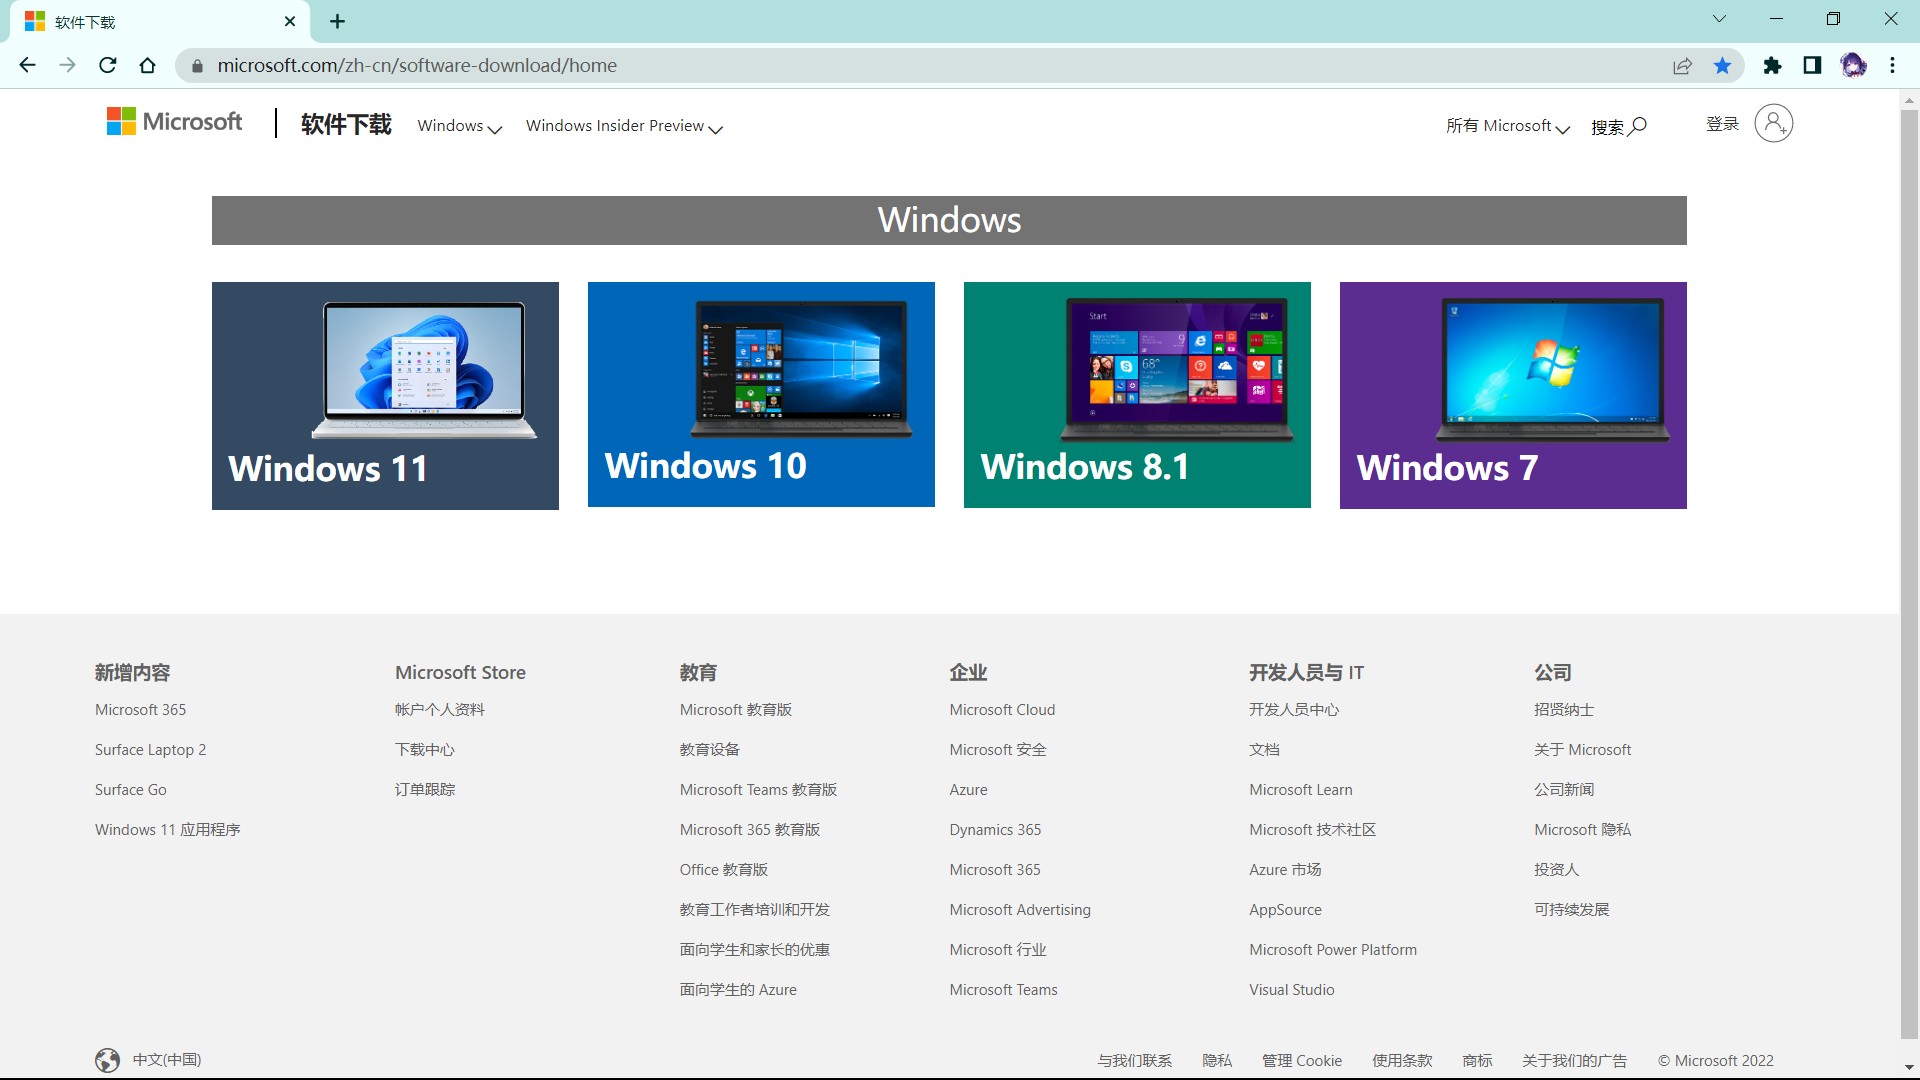 软件下载
microsoft.com/zh-cn/software-download/home
Microsoft
软件下载
Windows
Windows Insider Preview
所有 Microsoft
搜索
登录
Windows
Start
68°
9
Windows 11
Windows 10
Windows 8.1
Windows 7
新增内容
Microsoft 365
Surface Laptop 2
Surface Go
Windows 11 应用程序
Microsoft Store
帐户个人资料
下载中心
订单跟踪
教育
Microsoft 教育版
教育设备
Microsoft Teams 教育版
Microsoft 365 教育版
Office 教育版
教育工作者培训和开发
面向学生和家长的优惠
面向学生的 Azure
企业
Microsoft Cloud
Microsoft 安全
Azure
Dynamics 365
Microsoft 365
Microsoft Advertising
Microsoft 行业
Microsoft Teams
开发人员与 IT
开发人员中心
文档
Microsoft Learn
Microsoft 技术社区
Azure 市场
AppSource
Microsoft Power Platform
Visual Studio
公司
招贤纳士
关于 Microsoft
公司新闻
Microsoft 隐私
投资人
可持续发展
中文(中国)
与我们联系
隐私
管理 Cookie
使用条款
商标
关于我们的广告
© Microsoft 2022